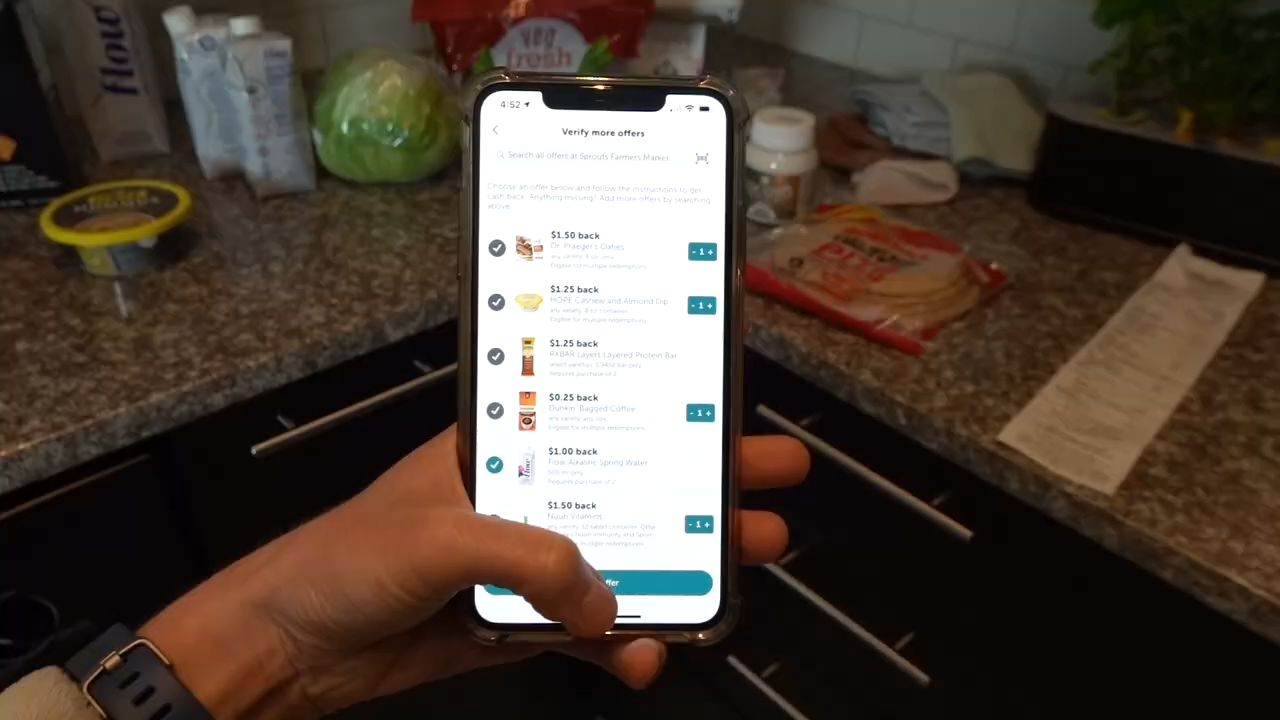 flow
veg
fresh
4:52
Verify more offers
Search all offers at Sprouts Farmers Market
Choose an offer below and follow the instructions to get
cash back. Anything missing? Add more offers by searching
above.
$1.50 back
Dr. Praeger's Oaties
Eligible for multiple redemptions
- 1 +
$1.25 back
HOPE Cashew and Almond Dip
any variety, 8 oz container
Eligible for multiple redemptions
- 1 +
$1.25 back
RXBAR Layers Layered Protein Bar
Requires purchase of 2
$0.25 back
Dunkin' Bagged Coffee
any variety, any size
Eligible for multiple redemptions
- 1 +
$1.00 back
Flow Alkaline Spring Water
500 ml only
Requires purchase of 2
$1.50 back
Nuun Vitamins
- 1 +
multiple redemptions
ffer